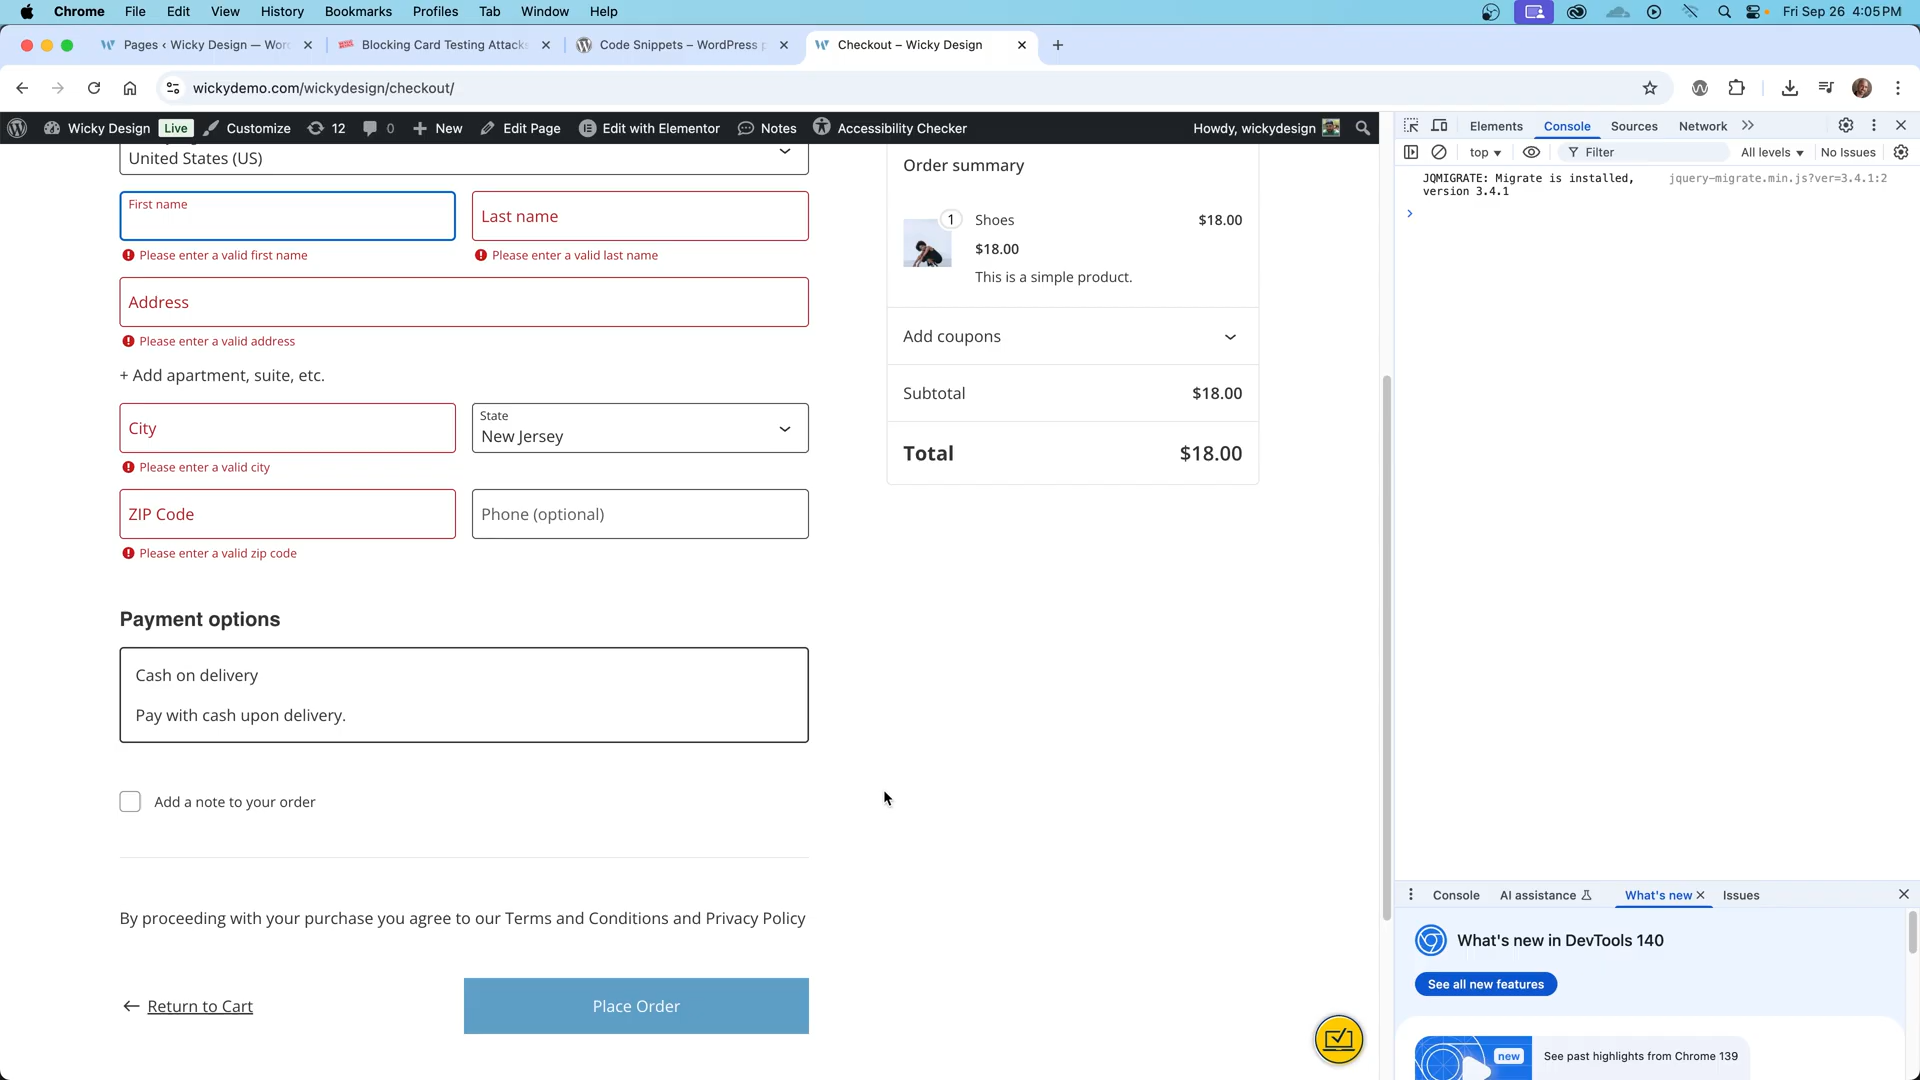 Chrome File Edit View History Bookmarks Profiles Tab Window Help Fri Sep 26 4:05 PM
Pages ‹ Wicky Design — Wor
Blocking Card Testing Attacks
Code Snippets – WordPress p
Checkout – Wicky Design
wickydemo.com/wickydesign/checkout/
Wicky Design Live Customize 12 0 New Edit Page Edit with Elementor Notes Accessibility Checker Howdy, wickydesign
United States (US)
First name
Last name
Please enter a valid first name
Please enter a valid last name
Address
Please enter a valid address
+ Add apartment, suite, etc.
City
State
New Jersey
Please enter a valid city
ZIP Code
Phone (optional)
Please enter a valid zip code
Payment options
Cash on delivery
Pay with cash upon delivery.
Add a note to your order
By proceeding with your purchase you agree to our Terms and Conditions and Privacy Policy
Return to Cart
Place Order
Order summary
1
Shoes $18.00
$18.00
This is a simple product.
Add coupons
Subtotal $18.00
Total $18.00
Elements Console Sources Network
top Filter All levels No Issues
JQMIGRATE: Migrate is installed, jquery-migrate.min.js?ver=3.4.1:2
version 3.4.1
Console AI assistance What's new Issues
What's new in DevTools 140
See all new features
new
See past highlights from Chrome 139